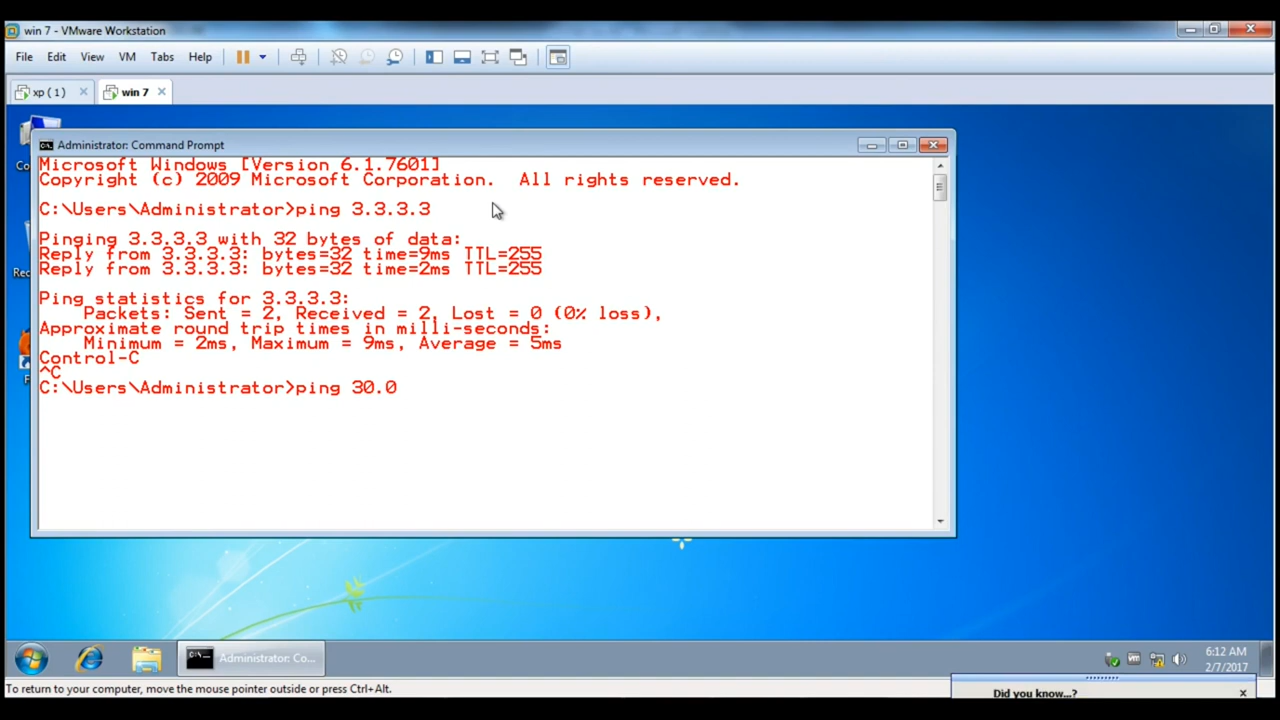 win 7 - VMware Workstation
File Edit View VM Tabs Help
xp ( 1 ) win 7
Administrator: Command Prompt
Microsoft Windows [Version 6.1.7601]
Copyright (c) 2009 Microsoft Corporation.  All rights reserved.
C:\Users\Administrator>ping 3.3.3.3
Pinging 3.3.3.3 with 32 bytes of data:
Reply from 3.3.3.3: bytes=32 time=9ms TTL=255
Reply from 3.3.3.3: bytes=32 time=2ms TTL=255
Ping statistics for 3.3.3.3:
Packets: Sent = 2, Received = 2, Lost = 0 (0% loss),
Approximate round trip times in milli-seconds:
Minimum = 2ms, Maximum = 9ms, Average = 5ms
Control-C
^C
C:\Users\Administrator>ping 30.0
Administrator: Co...
6:12 AM
2/7/2017
To return to your computer, move the mouse pointer outside or press Ctrl+Alt.
Did you know...?